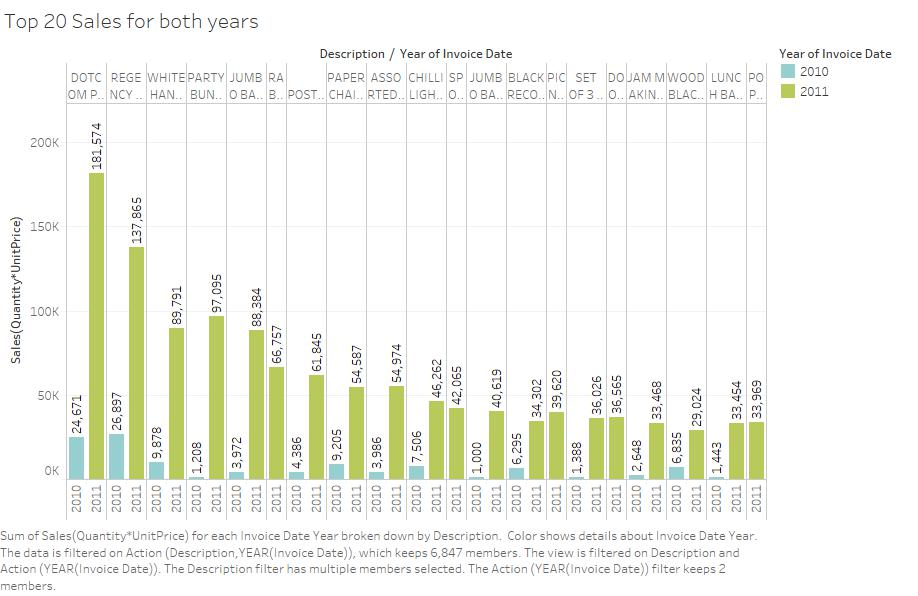 Top 20 Sales for both years
Description / Year of Invoice Date
Year of Invoice Date
2010
2011
DOTC REGE WHITE PARTY JUMB RA PAPER ASSO CHILLI SP JUMB BLACK PIC SET DO JAM M WOOD LUNC PO
OM P.. NCY .. HAN.. BUN.. O BA.. B.. POST.. CHAI.. RTED.. LIGH.. O.. O BA.. RECO.. N.. OF 3 .. O.. AKIN.. BLAC.. H BA.. P..
Sales(Quantity*UnitPrice)
200K
150K
100K
50K
0K
24,671 181,574 26,897 137,865 9,878 89,791 1,208 97,095 3,972 88,384 66,757 4,386 61,845 9,205 54,587 3,986 54,974 7,506 46,262 42,065 1,000 40,619 6,295 34,302 39,620 1,388 36,026 36,565 2,648 33,468 6,835 29,024 1,443 33,454 33,969
2010 2011 2010 2011 2010 2011 2010 2011 2010 2011 2011 2010 2011 2010 2011 2010 2011 2010 2011 2011 2010 2011 2010 2011 2011 2010 2011 2011 2010 2011 2010 2011 2010 2011 2011
Sum of Sales(Quantity*UnitPrice) for each Invoice Date Year broken down by Description. Color shows details about Invoice Date Year.
The data is filtered on Action (Description,YEAR(Invoice Date)), which keeps 6,847 members. The view is filtered on Description and
Action (YEAR(Invoice Date)). The Description filter has multiple members selected. The Action (YEAR(Invoice Date)) filter keeps 2
members.